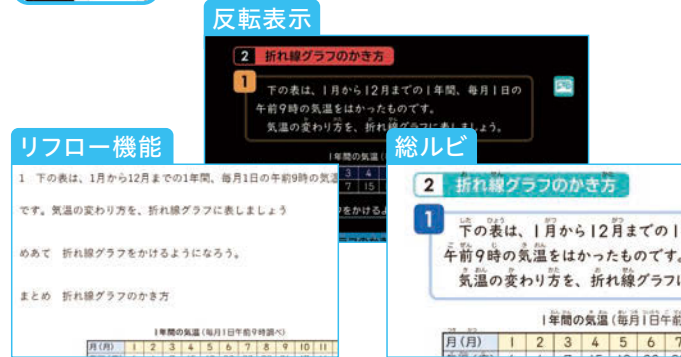 反転表示
2 折れ線グラフのかき方
1
下の表は、1月から12月までの1年間、毎月1日の
午前9時の気温をはかったものです。
気温の変わり方を、折れ線グラフに表しましょう。
1年間の気温
3 4
7 15
リフロー機能
1 下の表は、1月から12月までの1年間、毎月1日の午前9時の気温
です。気温の変わり方を、折れ線グラフに表しましょう
めあて 折れ線グラフをかけるようになろう。
まとめ 折れ線グラフのかき方
1年間の気温(毎月1日午前9時調べ)
月(月) 1 2 3 4 5 6 7 8 9 10 11
総ルビ
2 折れ線グラフのかき方
1
下の表は、1月から12月までの1
午前9時の気温をはかったものです。
気温の変わり方を、折れ線グラフに
1年間の気温(毎月1日午前
月(月) 1 2 3 4 5 6 7